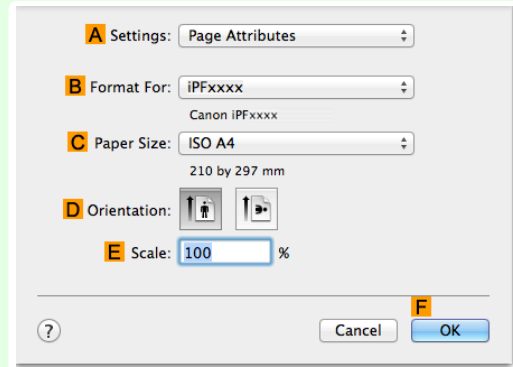 A Settings: Page Attributes
B Format For: iPFxxxx
Canon iPFxxxx
C Paper Size: ISO A4
210 by 297 mm
D Orientation:
E Scale: 100 %
F
? Cancel OK